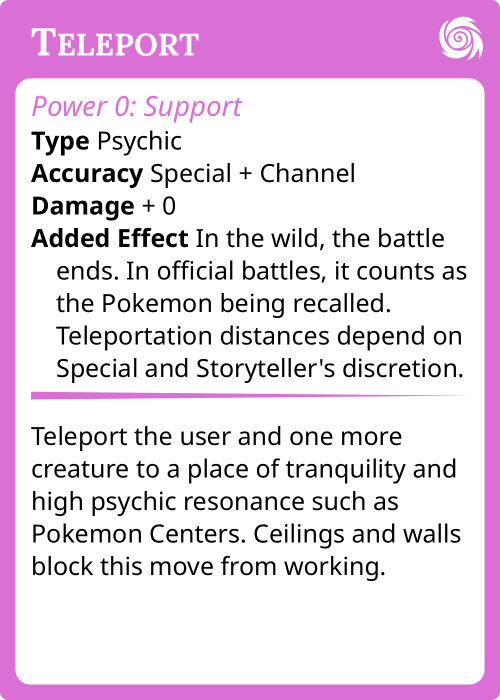 TELEPORT
Power 0: Support
Type Psychic
Accuracy Special + Channel
Damage + 0
Added Effect In the wild, the battle
ends. In official battles, it counts as
the Pokemon being recalled.
Teleportation distances depend on
Special and Storyteller's discretion.
Teleport the user and one more
creature to a place of tranquility and
high psychic resonance such as
Pokemon Centers. Ceilings and walls
block this move from working.